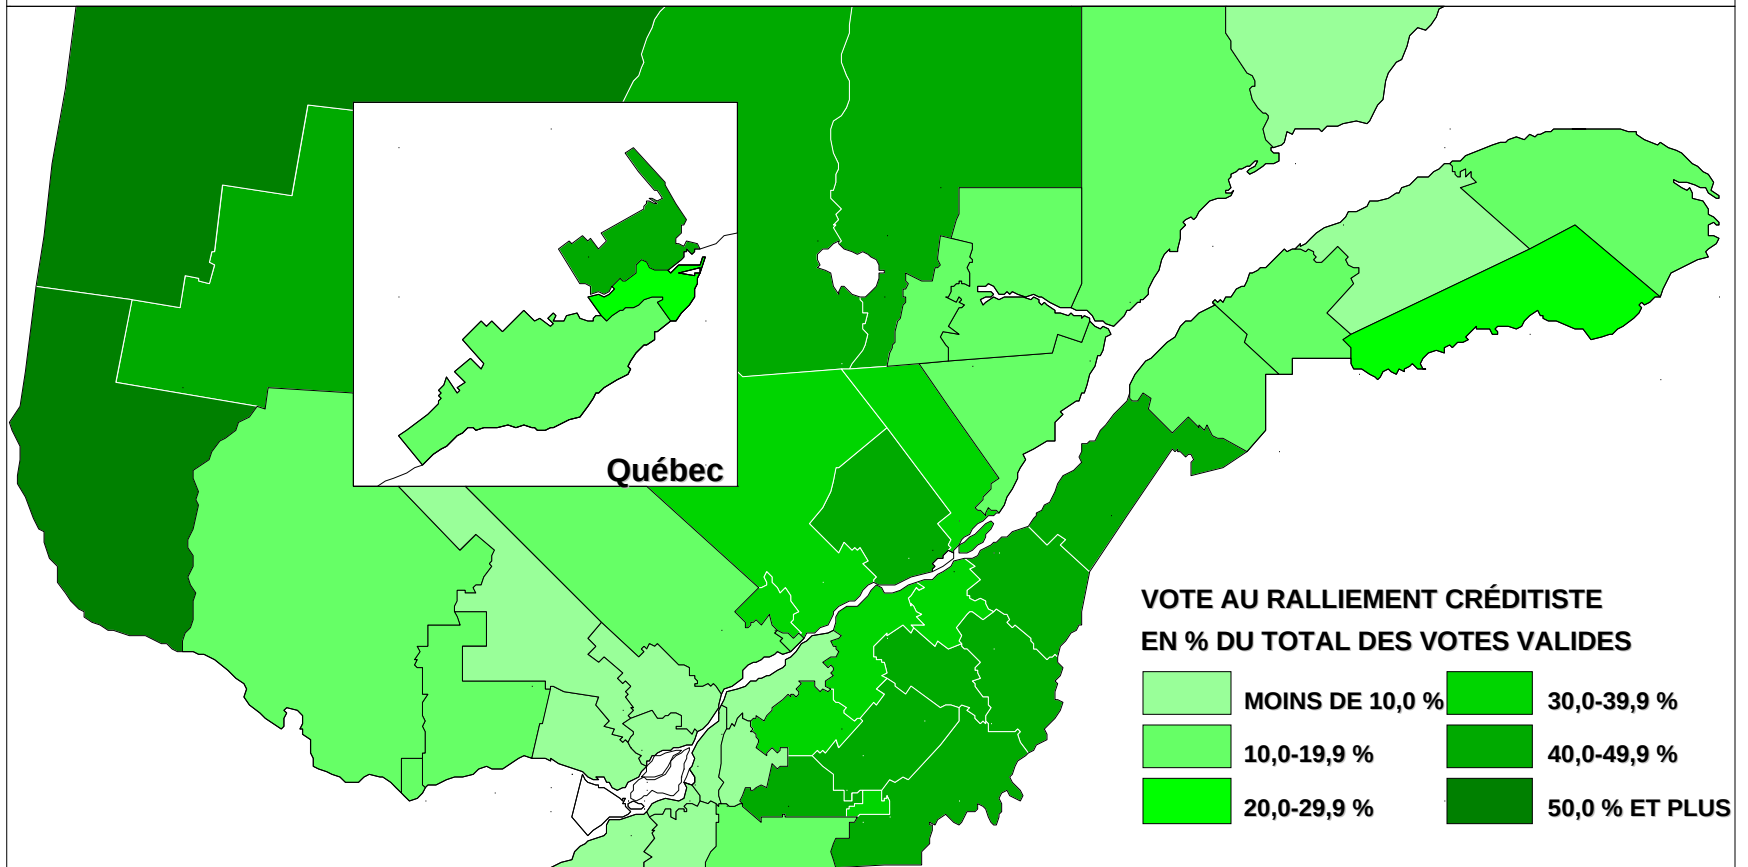 Québec
VOTE AU RALLIEMENT CRÉDITISTE
EN % DU TOTAL DES VOTES VALIDES
MOINS DE 10,0 %
30,0-39,9 %
10,0-19,9 %
40,0-49,9 %
20,0-29,9 %
50,0 % ET PLUS